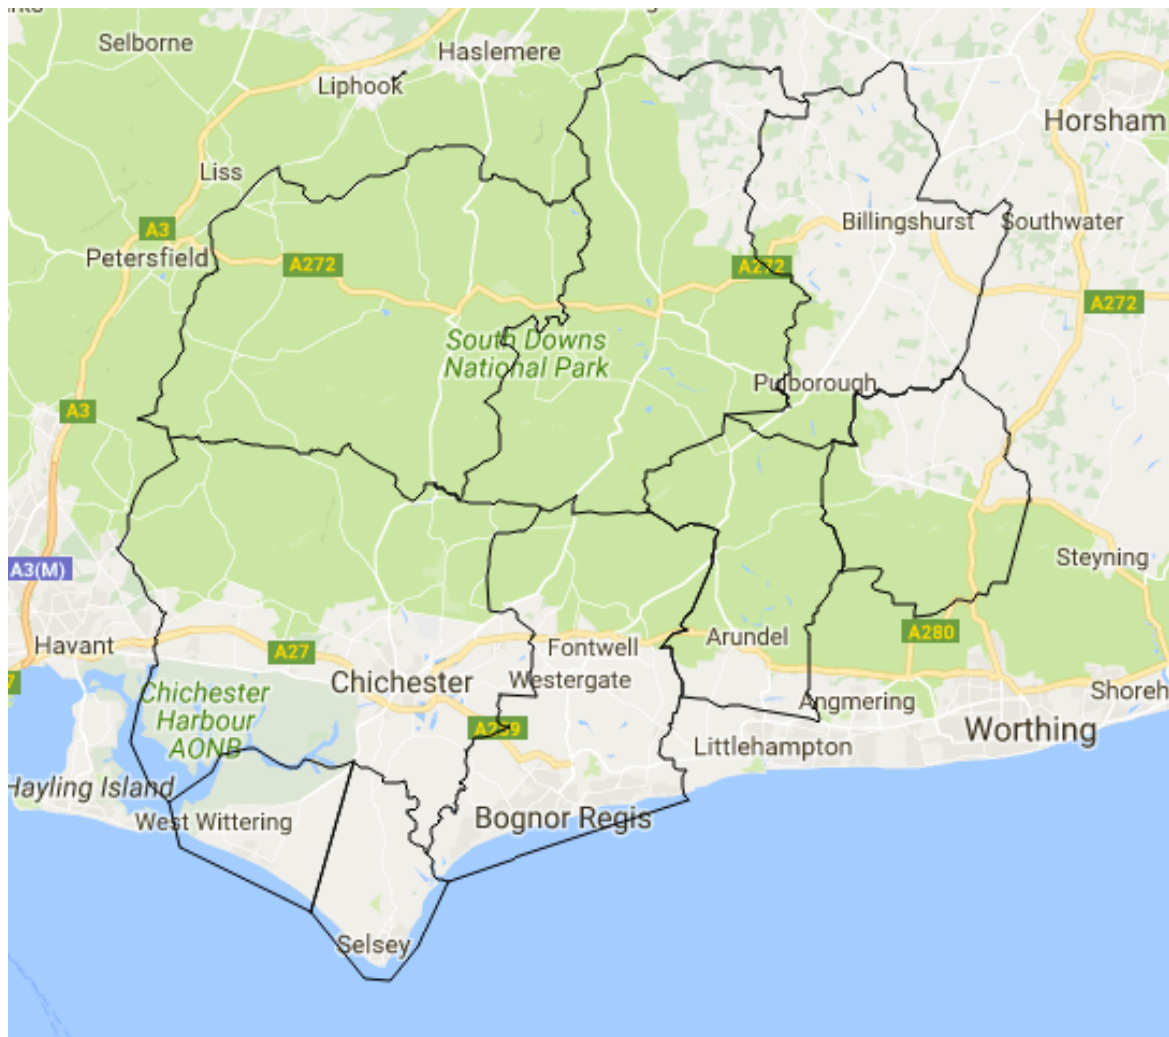 Selborne
Haslemere
Liphook
Horsham
Liss
A3
Billingshurst
Southwater
Petersfield
A272
A272
A272
South Downs
National Park
Pulborough
A3
Steyning
A3(M)
Havant
A27
Fontwell
Arundel
A280
Chichester
Westergate
Chichester
Harbour
AONB
Angmering
Shoreh
Worthing
Littlehampton
Hayling Island
West Wittering
Bognor Regis
Selsey